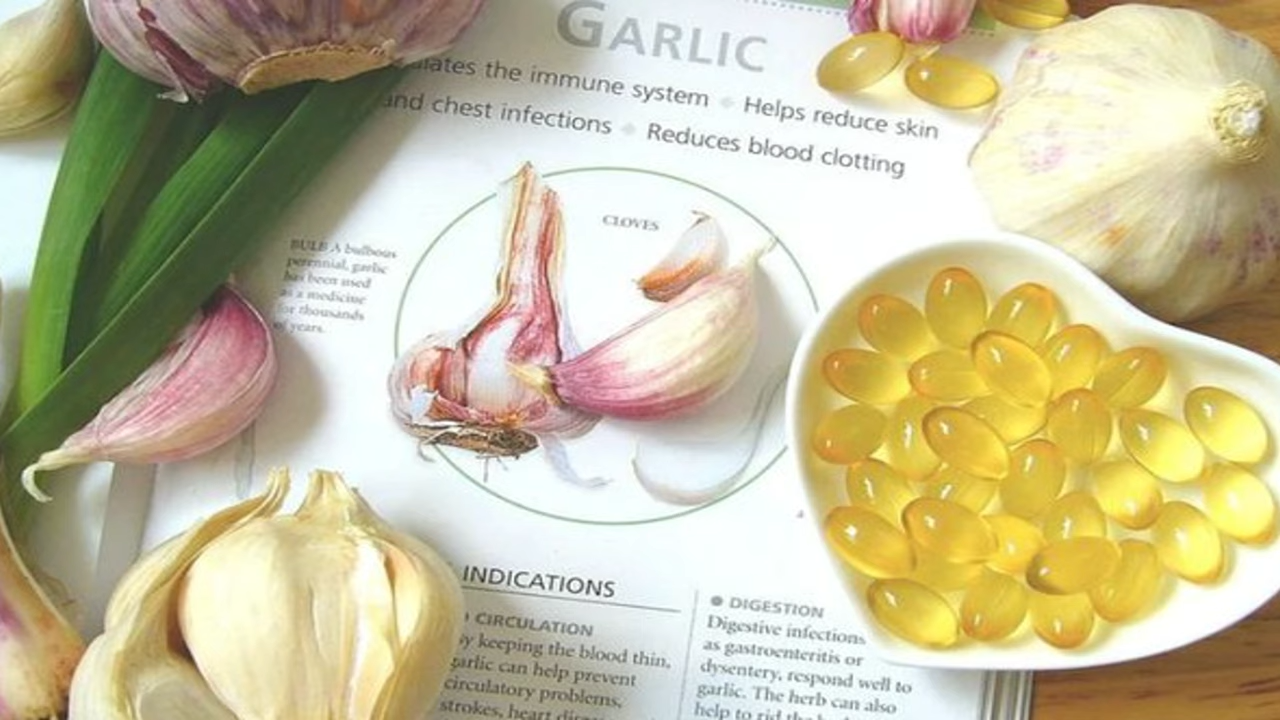 GARLIC
ulates the immune system Helps reduce skin
and chest infections Reduces blood clotting
CLOVES
BULB A bulbous
perennial, garlic
has been used
as a medicine
for thousands
of years.
INDICATIONS
CIRCULATION
By keeping the blood thin,
garlic can help prevent
circulatory problems,
strokes, heart
● DIGESTION
Digestive infections
as gastroenteritis or
dysentery, respond well to
garlic. The herb can also
help to rid the